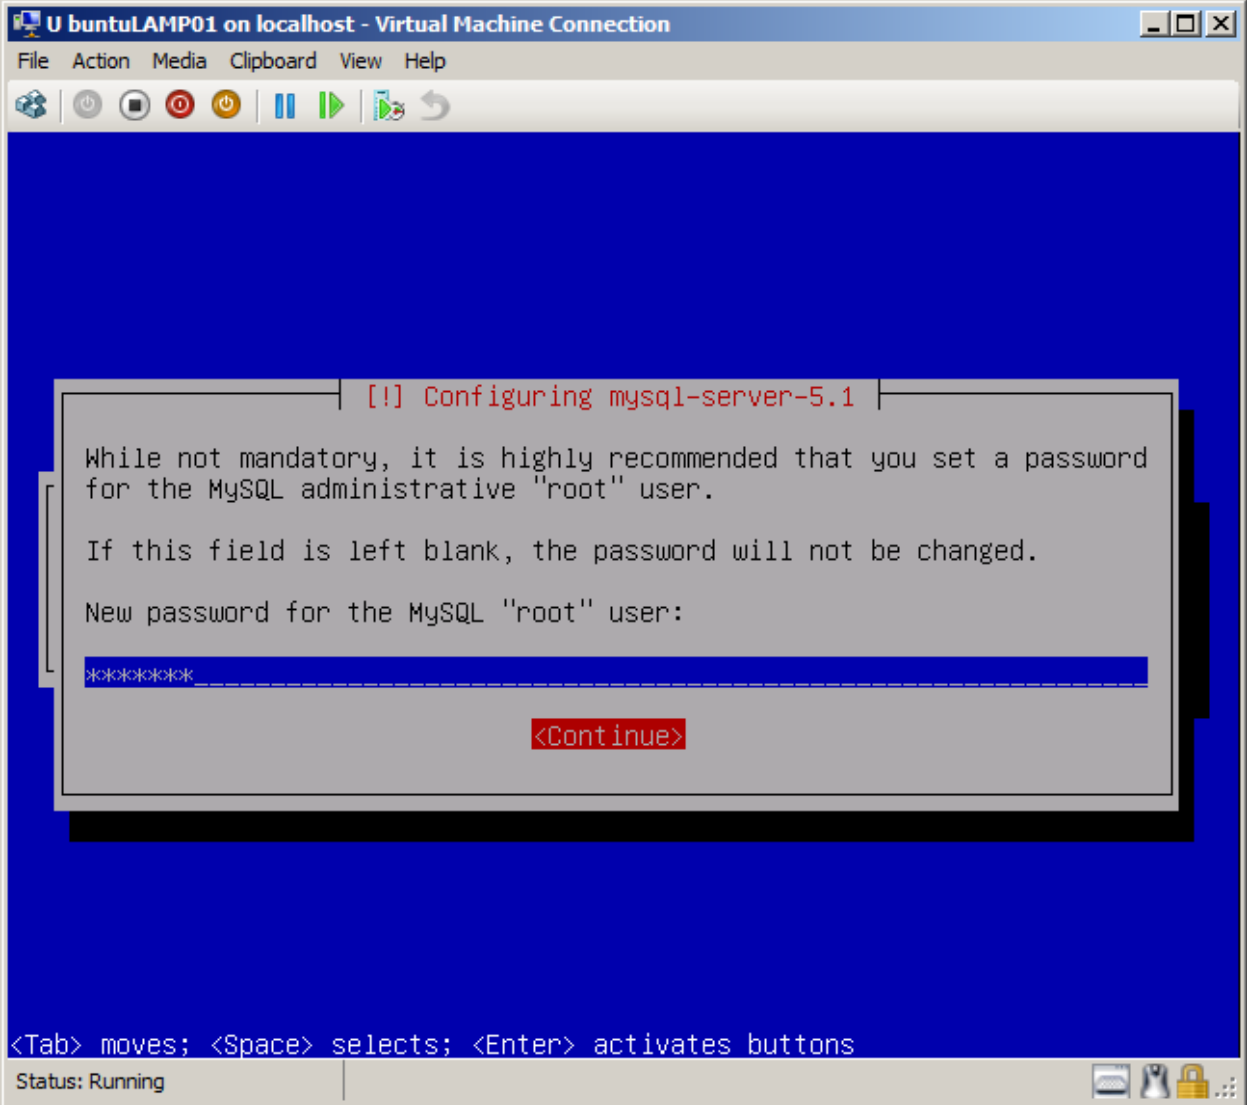 U buntuLAMP01 on localhost - Virtual Machine Connection
File Action Media Clipboard View Help
[!] Configuring mysql-server-5.1
While not mandatory, it is highly recommended that you set a password
for the MySQL administrative "root" user.
If this field is left blank, the password will not be changed.
New password for the MySQL "root" user:
*******______________________________________________________________
<Continue>
<Tab> moves; <Space> selects; <Enter> activates buttons
Status: Running